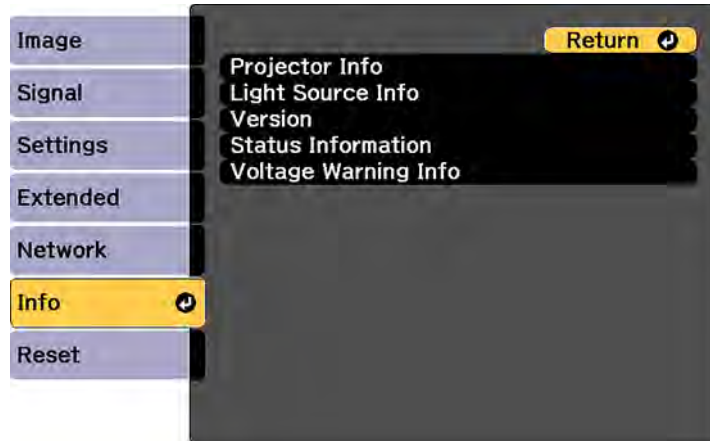 Image
Signal
Settings
Extended
Network
Info
Reset
Return
Projector Info
Light Source Info
Version
Status Information
Voltage Warning Info